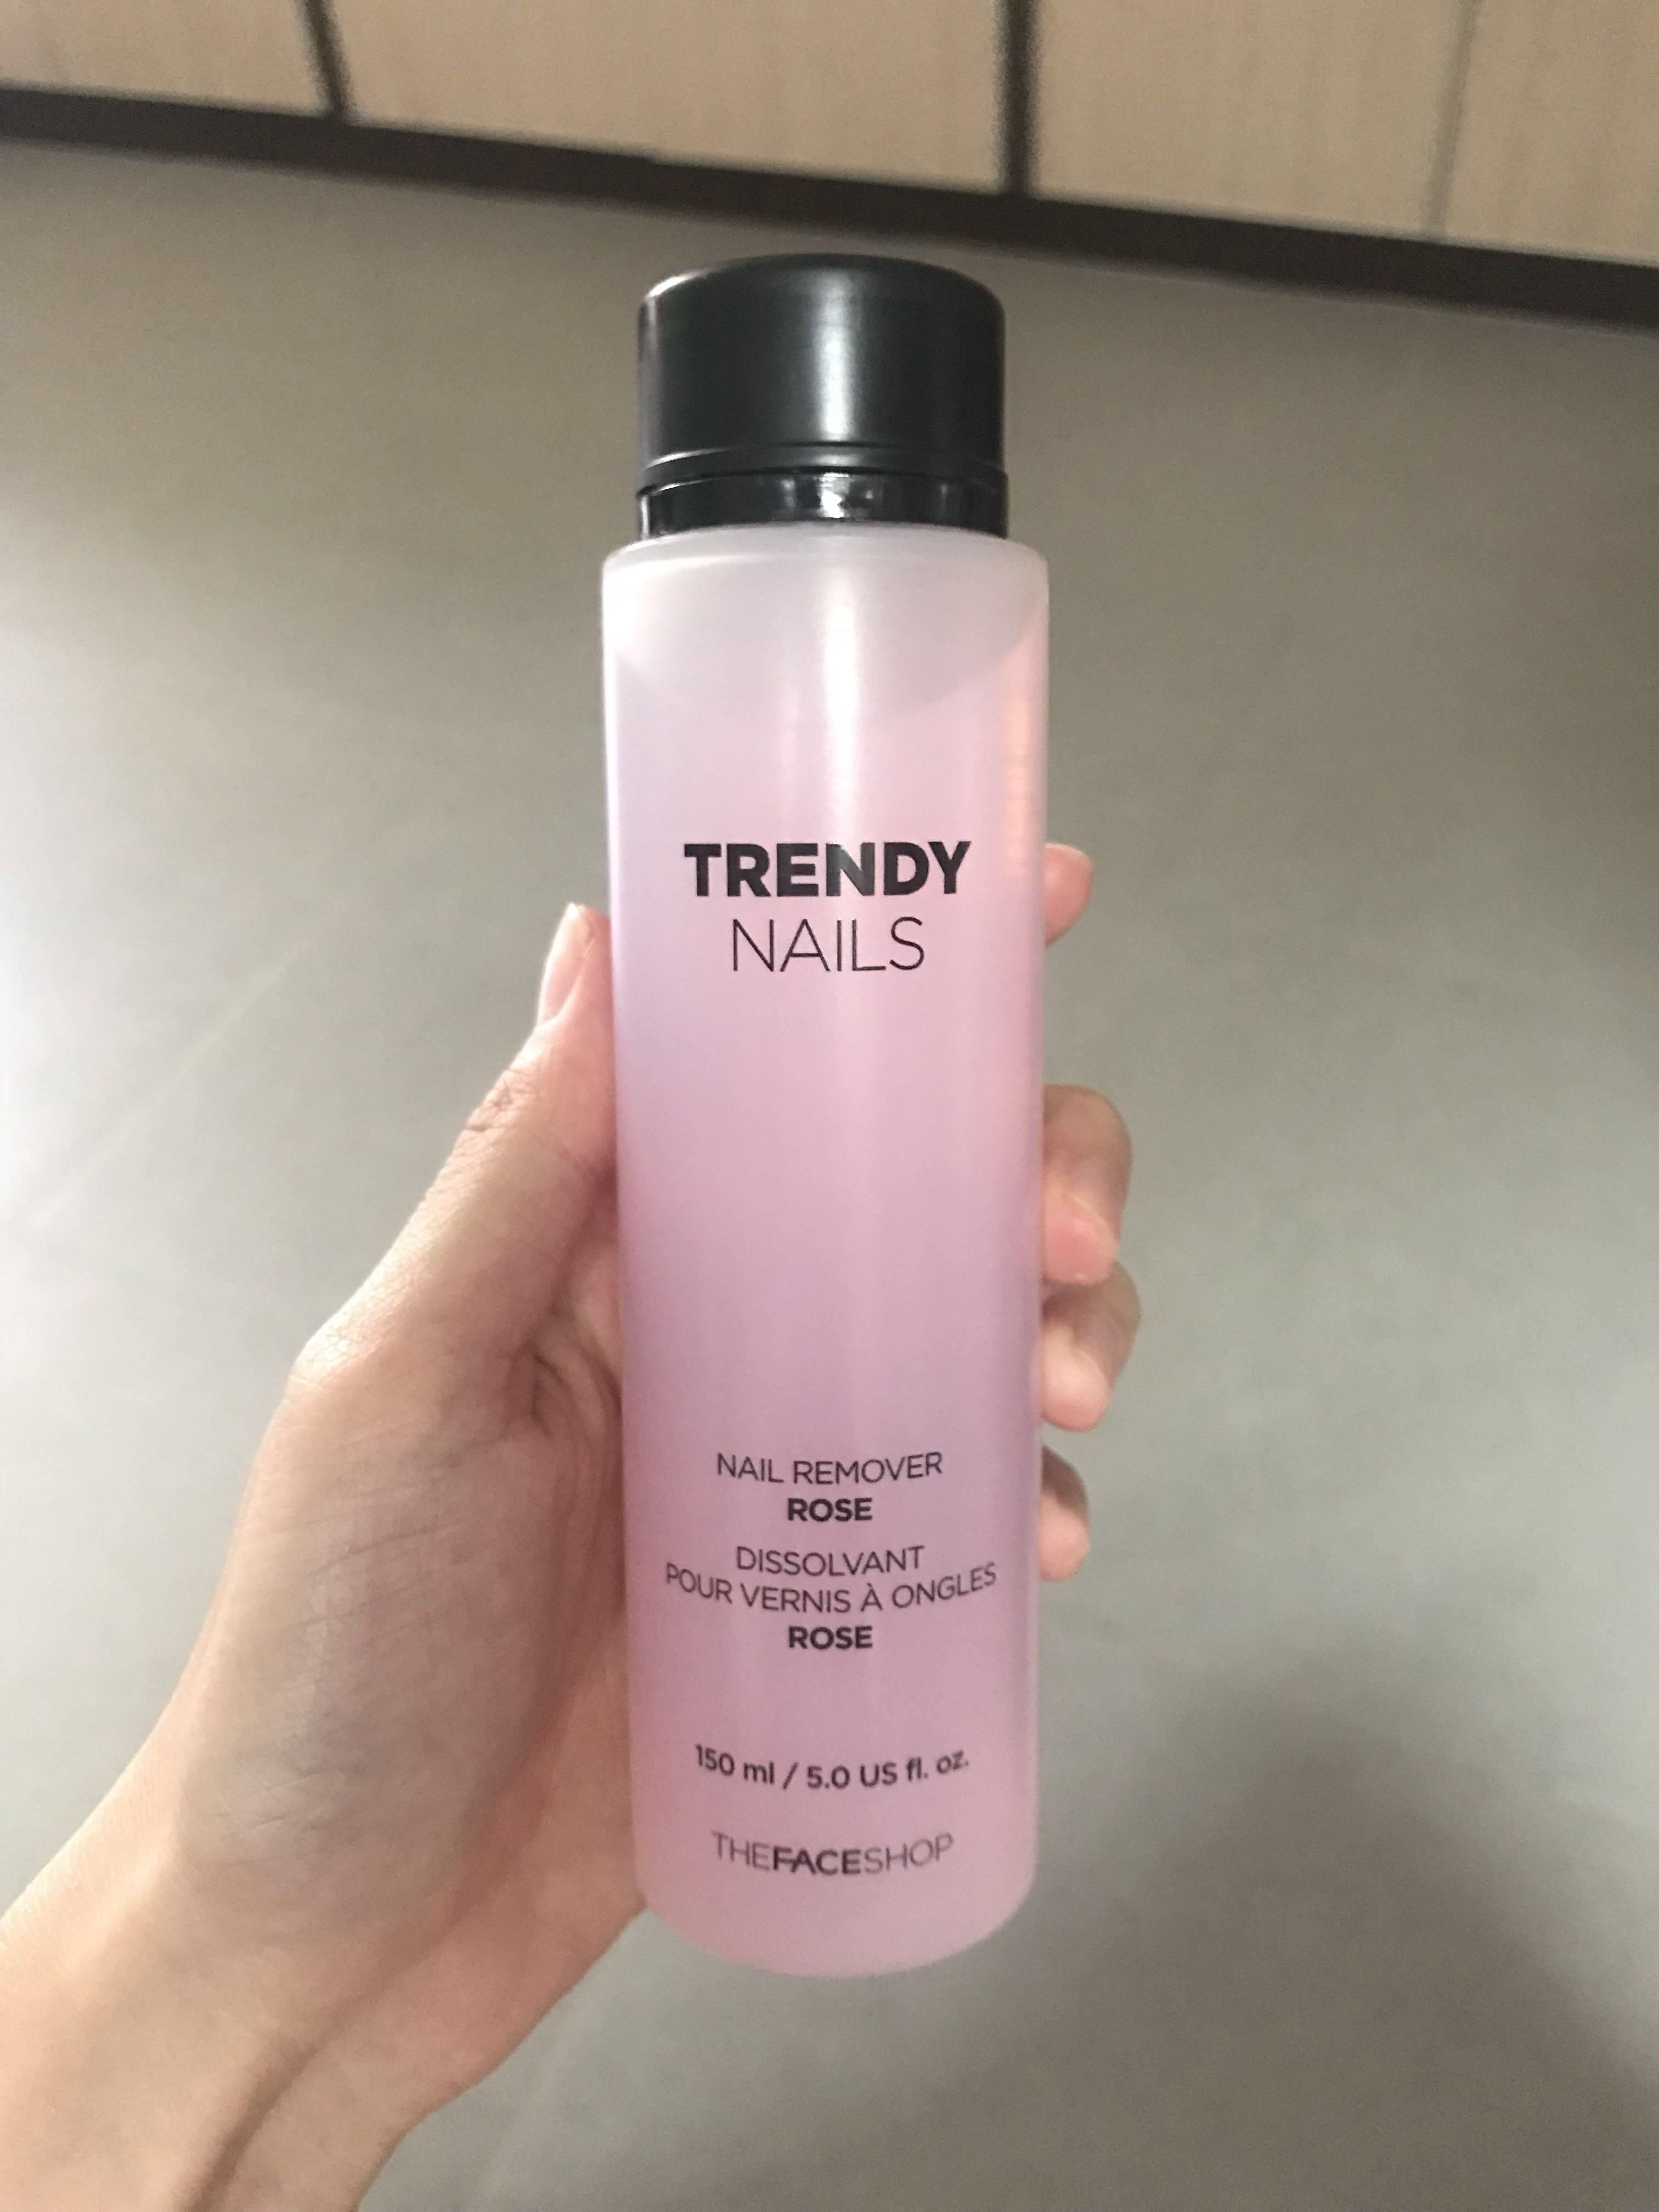 TRENDY
NAILS
NAIL REMOVER
ROSE
DISSOLVANT
POUR VERNIS À ONGLES
ROSE
150 ml / 5.0 US fl. oz.
THEFACESHOP